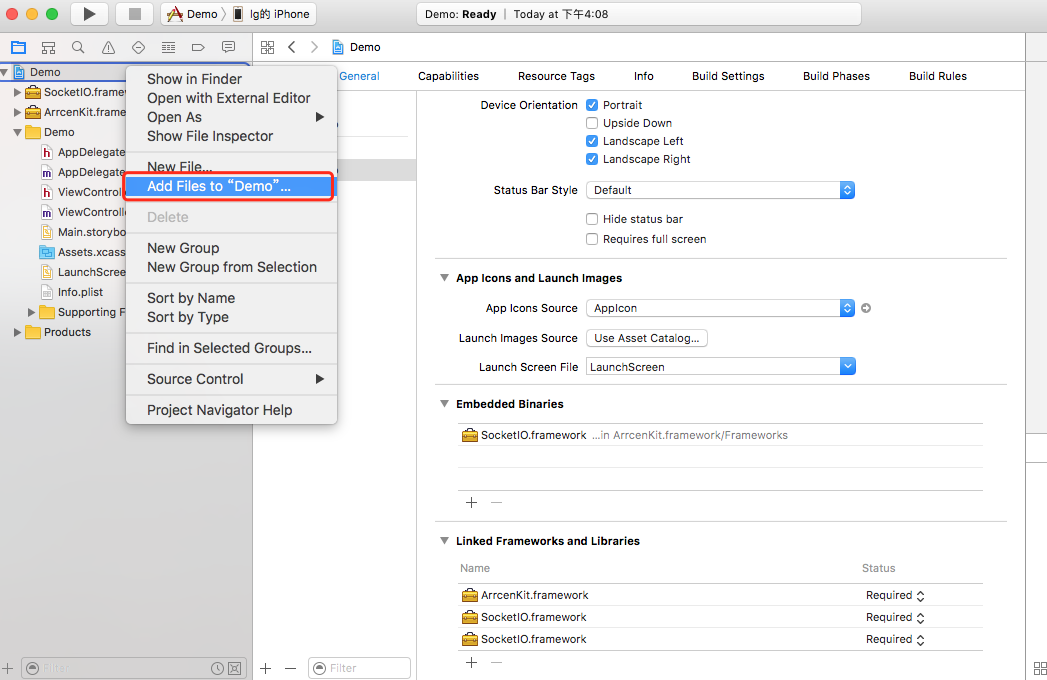 Demo
lg的 iPhone
Demo: Ready
Today at 下午4:08
Demo
Demo
SocketIO.framew
ArrcenKit.frame
Demo
AppDelegate
AppDelegate
ViewControl
ViewControll
Main.storybo
Assets.xcass
LaunchScree
Info.plist
Supporting F
Products
Show in Finder
Open with External Editor
Open As
Show File Inspector
New File...
Add Files to “Demo”...
Delete
New Group
New Group from Selection
Sort by Name
Sort by Type
Find in Selected Groups...
Source Control
Project Navigator Help
General
Capabilities
Resource Tags
Info
Build Settings
Build Phases
Build Rules
Device Orientation
Portrait
Upside Down
Landscape Left
Landscape Right
Status Bar Style
Default
Hide status bar
Requires full screen
App Icons and Launch Images
App Icons Source
AppIcon
Launch Images Source
Use Asset Catalog...
Launch Screen File
LaunchScreen
Embedded Binaries
SocketIO.framework ...in ArrcenKit.framework/Frameworks
Linked Frameworks and Libraries
Name
Status
ArrcenKit.framework
Required
SocketIO.framework
Required
SocketIO.framework
Required
Filter
Filter